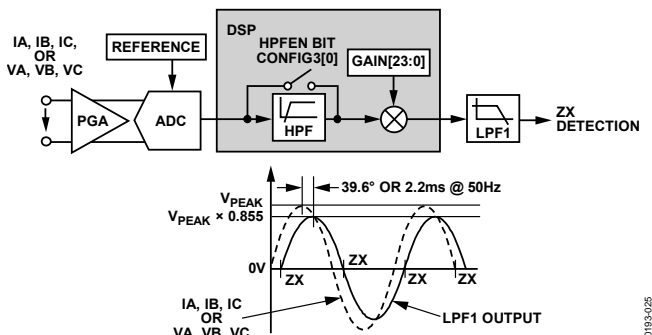 DSP
REFERENCE
HPFEN BIT
CONFIG3[0]
GAIN[23:0]
IA, IB, IC,
OR
VA, VB, VC
PGA
ADC
HPF
LPF1
ZX
DETECTION
39.6° OR 2.2ms @ 50Hz
VPEAK
VPEAK × 0.855
0V
ZX
ZX
ZX
ZX
IA, IB, IC
OR
VA, VB, VC
LPF1 OUTPUT